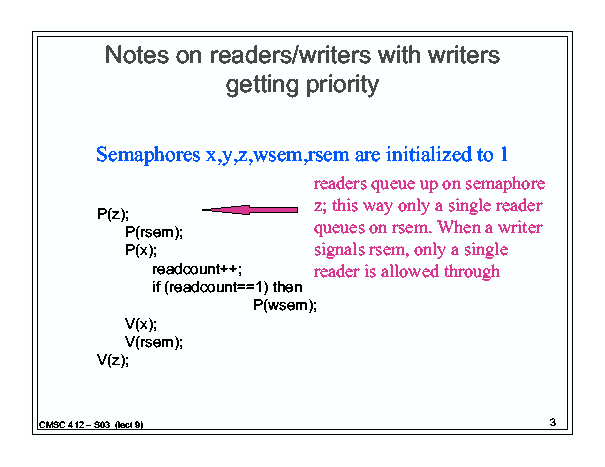 Notes on readers/writers with writers
getting priority
Semaphores x,y,z,wsem,rsem are initialized to 1
readers queue up on semaphore
z; this way only a single reader
queues on rsem. When a writer
signals rsem, only a single
reader is allowed through
P(z);
P(rsem);
P(x);
readcount++;
if (readcount==1) then
P(wsem);
V(x);
V(rsem);
V(z);
CMSC 412 – S03 (lect 9)
3